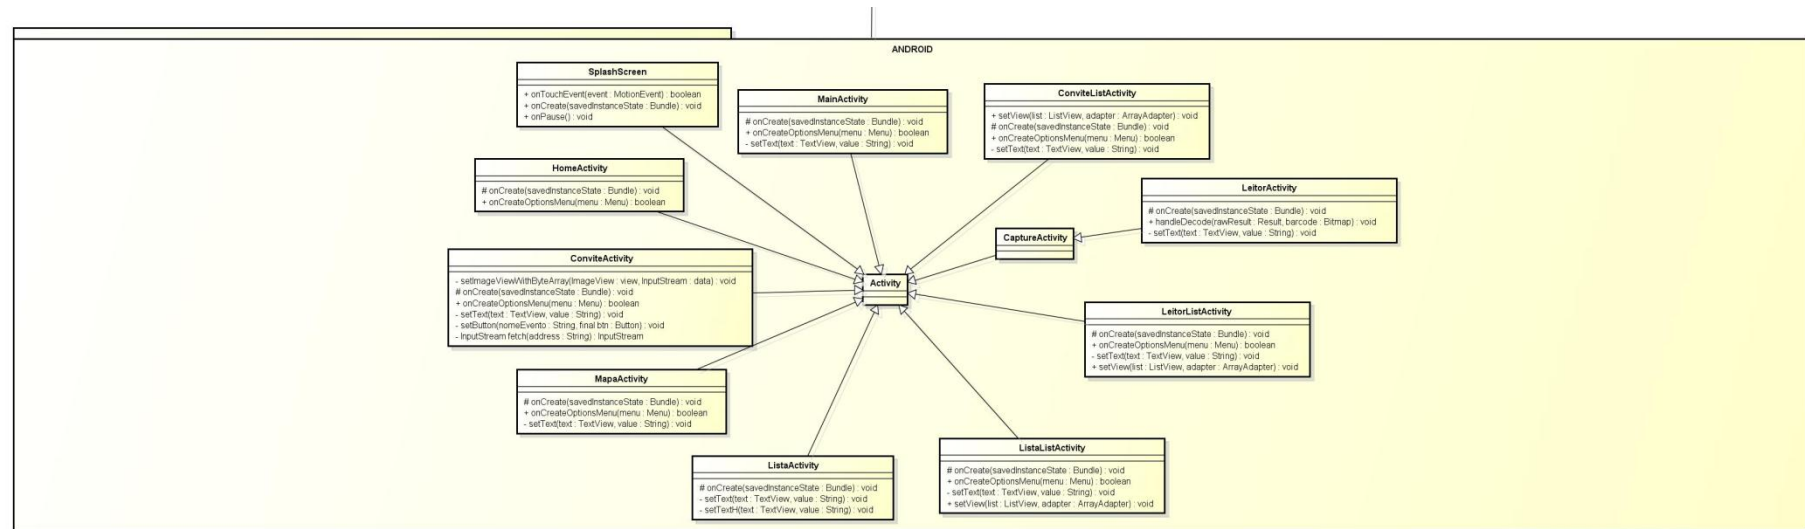 ANDROID
SplashScreen
+ onTouchEvent(event : MotionEvent) : boolean
+ onCreate(savedInstanceState : Bundle) : void
+ onPause() : void
MainActivity
# onCreate(savedInstanceState : Bundle) : void
+ onCreateOptionsMenu(menu : Menu) : boolean
- setText(text : TextView, value : String) : void
ConviteListActivity
+ setView(list : ListView, adapter : ArrayAdapter) : void
# onCreate(savedInstanceState : Bundle) : void
+ onCreateOptionsMenu(menu : Menu) : boolean
- setText(text : TextView, value : String) : void
HomeActivity
# onCreate(savedInstanceState : Bundle) : void
+ onCreateOptionsMenu(menu : Menu) : boolean
LeitorActivity
# onCreate(savedInstanceState : Bundle) : void
+ handleDecode(rawResult : Result, barcode : Bitmap) : void
- setText(text : TextView, value : String) : void
CaptureActivity
ConviteActivity
- setImageViewWithByteArray(ImageView : view, InputStream : data) : void
# onCreate(savedInstanceState : Bundle) : void
+ onCreateOptionsMenu(menu : Menu) : boolean
- setText(text : TextView, value : String) : void
- setButton(nomeEvento : String, final btn : Button) : void
- InputStream fetch(address : String) : InputStream
Activity
LeitorListActivity
# onCreate(savedInstanceState : Bundle) : void
+ onCreateOptionsMenu(menu : Menu) : boolean
- setText(text : TextView, value : String) : void
+ setView(list : ListView, adapter : ArrayAdapter) : void
MapaActivity
# onCreate(savedInstanceState : Bundle) : void
+ onCreateOptionsMenu(menu : Menu) : boolean
- setText(text : TextView, value : String) : void
ListaActivity
# onCreate(savedInstanceState : Bundle) : void
- setText(text : TextView, value : String) : void
- setTextH(text : TextView, value : String) : void
ListaListActivity
# onCreate(savedInstanceState : Bundle) : void
+ onCreateOptionsMenu(menu : Menu) : boolean
- setText(text : TextView, value : String) : void
+ setView(list : ListView, adapter : ArrayAdapter) : void